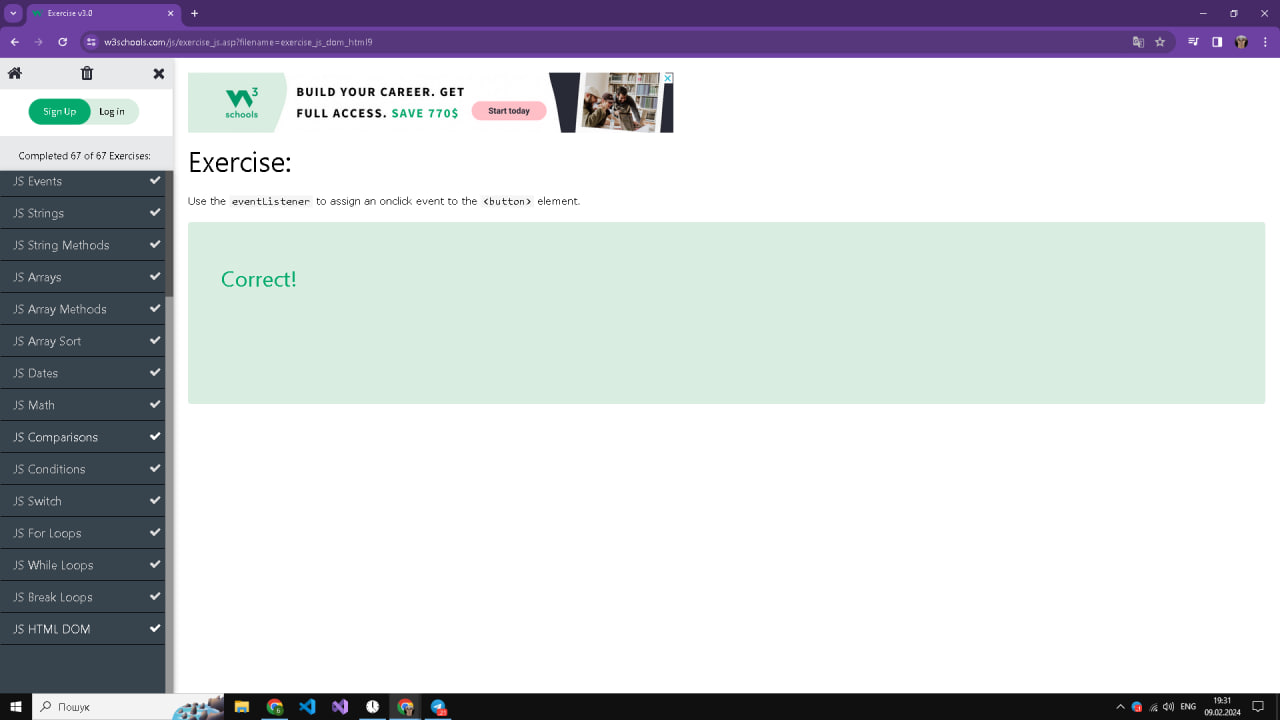 Exercise v3.0
w3schools.com/js/exercise_js.asp?filename=exercise_js_dom_html9
Sign Up
Log in
Completed 67 of 67 Exercises:
JS Events
JS Strings
JS String Methods
JS Arrays
JS Array Methods
JS Array Sort
JS Dates
JS Math
JS Comparisons
JS Conditions
JS Switch
JS For Loops
JS While Loops
JS Break Loops
JS HTML DOM
W3
schools
BUILD YOUR CAREER. GET
FULL ACCESS. SAVE 770$
Start today
Exercise:
Use the eventListener to assign an onclick event to the <button> element.
Correct!
Пошук
ENG
19:31
09.02.2024